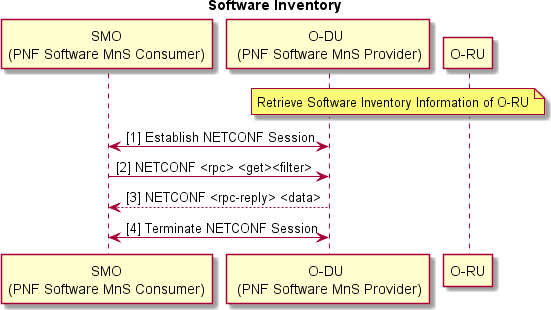 Software Inventory
SMO
(PNF Software MnS Consumer)
O-DU
(PNF Software MnS Provider)
O-RU
Retrieve Software Inventory Information of O-RU
[1] Establish NETCONF Session
[2] NETCONF <rpc> <get><filter>
[3] NETCONF <rpc-reply> <data>
[4] Terminate NETCONF Session
SMO
(PNF Software MnS Consumer)
O-DU
(PNF Software MnS Provider)
O-RU